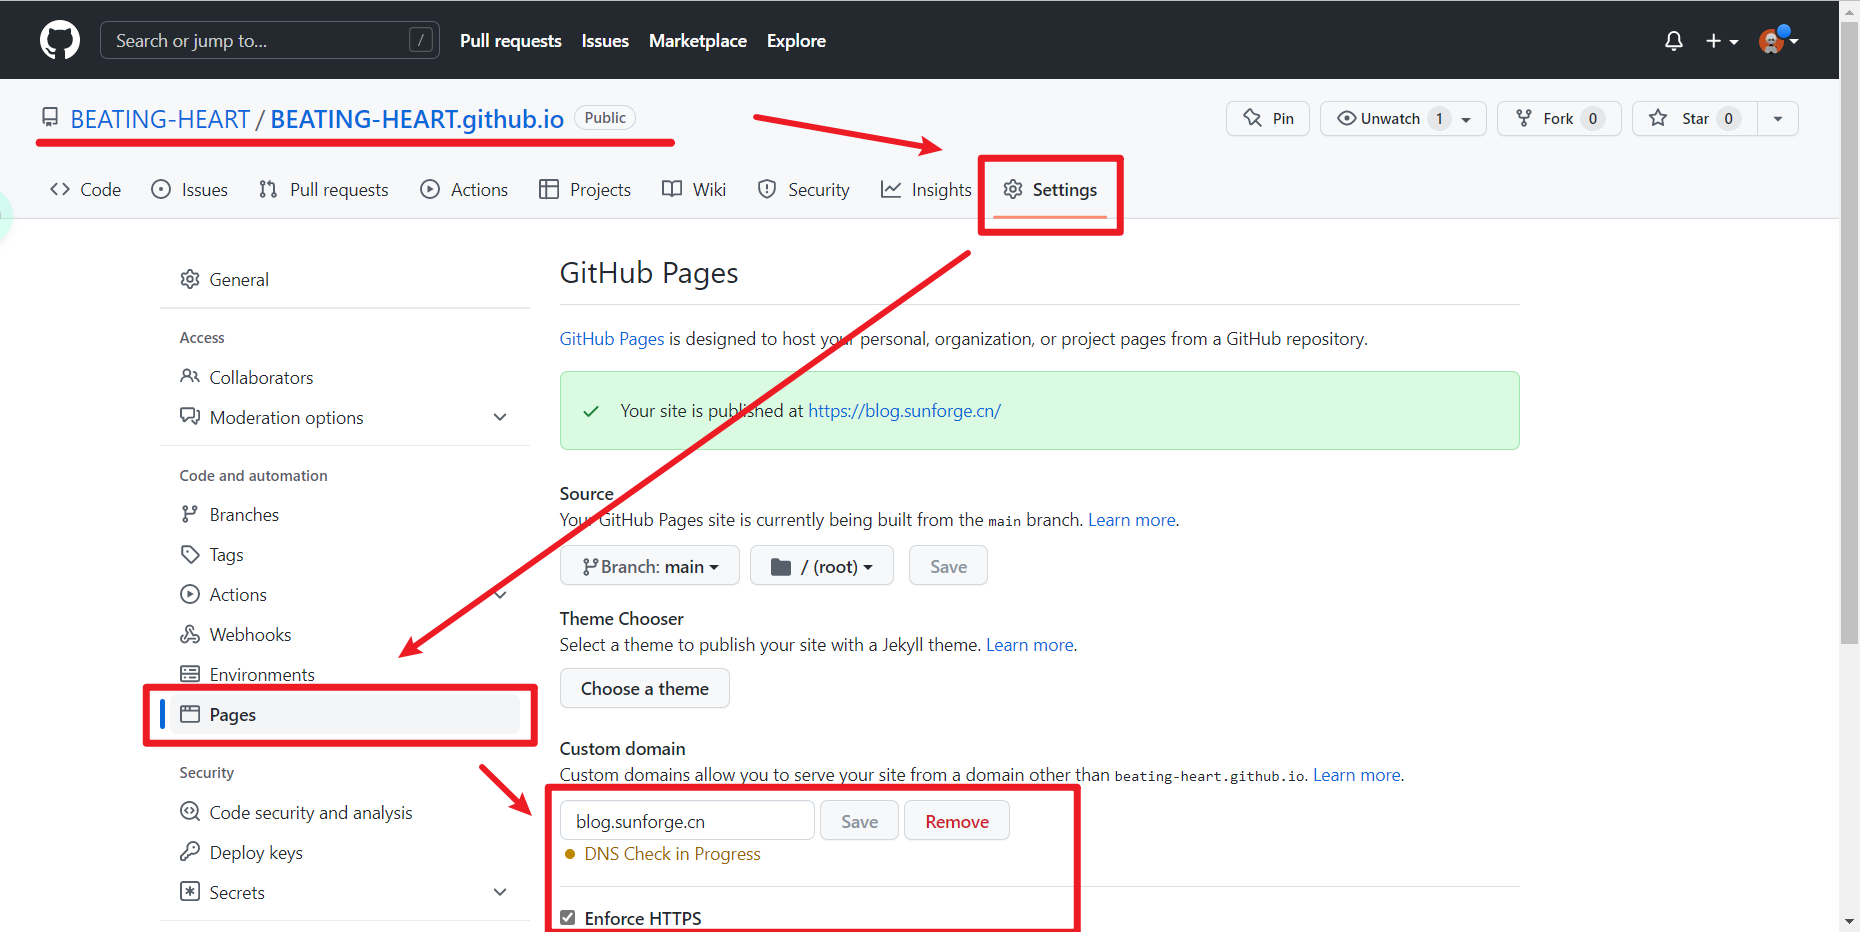 Search or jump to... / Pull requests Issues Marketplace Explore
BEATING-HEART / BEATING-HEART.github.io Public Pin Unwatch 1 Fork 0 Star 0
Code Issues Pull requests Actions Projects Wiki Security Insights Settings
General
Access
Collaborators
Moderation options
Code and automation
Branches
Tags
Actions
Webhooks
Environments
Pages
Security
Code security and analysis
Deploy keys
Secrets
GitHub Pages
GitHub Pages is designed to host your personal, organization, or project pages from a GitHub repository.
Your site is published at https://blog.sunforge.cn/
Source
Your GitHub Pages site is currently being built from the main branch. Learn more.
Branch: main / (root) Save
Theme Chooser
Select a theme to publish your site with a Jekyll theme. Learn more.
Choose a theme
Custom domain
Custom domains allow you to serve your site from a domain other than beating-heart.github.io. Learn more.
blog.sunforge.cn Save Remove
DNS Check in Progress
Enforce HTTPS